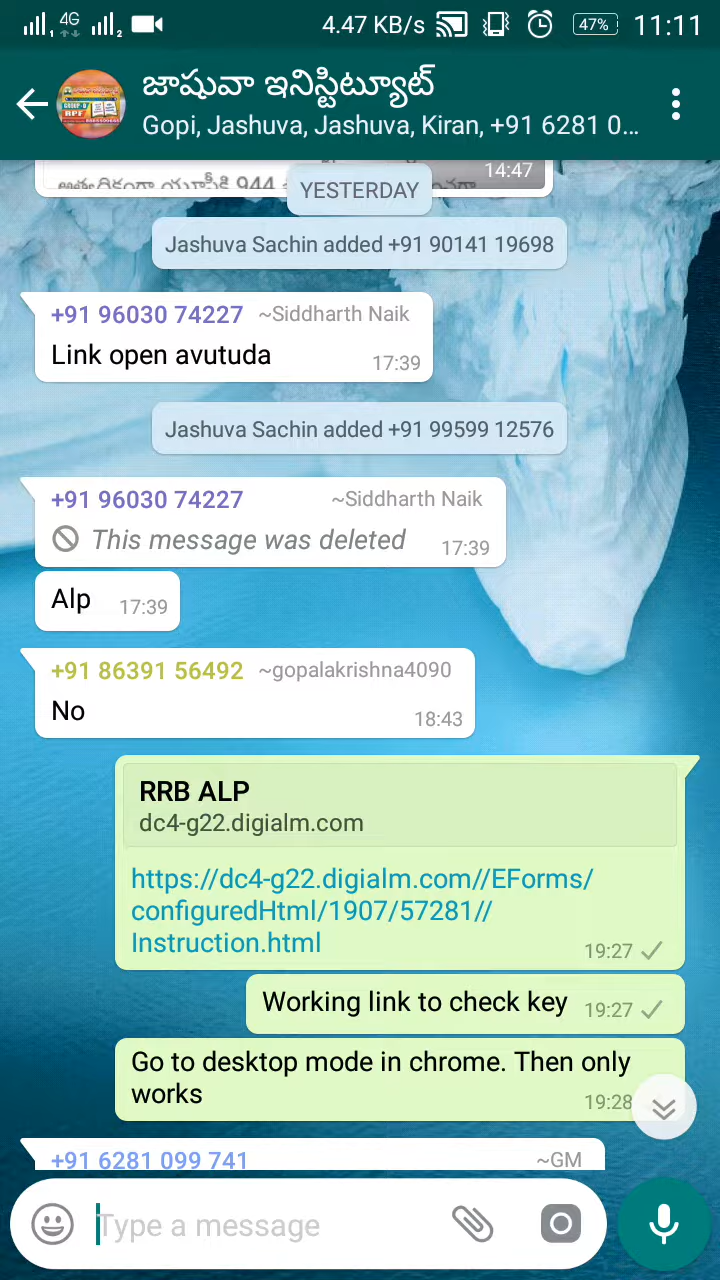 4G
1
2
4.47 KB/s
47%
11:11
జాషువా ఇనిస్టిట్యూట్
Gopi, Jashuva, Jashuva, Kiran, +91 6281 0...
944
14:47
YESTERDAY
Jashuva Sachin added +91 90141 19698
+91 96030 74227 ~Siddharth Naik
Link open avutuda 17:39
Jashuva Sachin added +91 99599 12576
+91 96030 74227 ~Siddharth Naik
This message was deleted 17:39
Alp 17:39
+91 86391 56492 ~gopalakrishna4090
No
18:43
RRB ALP
dc4-g22.digialm.com
https://dc4-g22.digialm.com//EForms/
configuredHtml/1907/57281//
Instruction.html 19:27
Working link to check key 19:27
Go to desktop mode in chrome. Then only
works 19:28
+91 6281 099 741 ~GM
Type a message